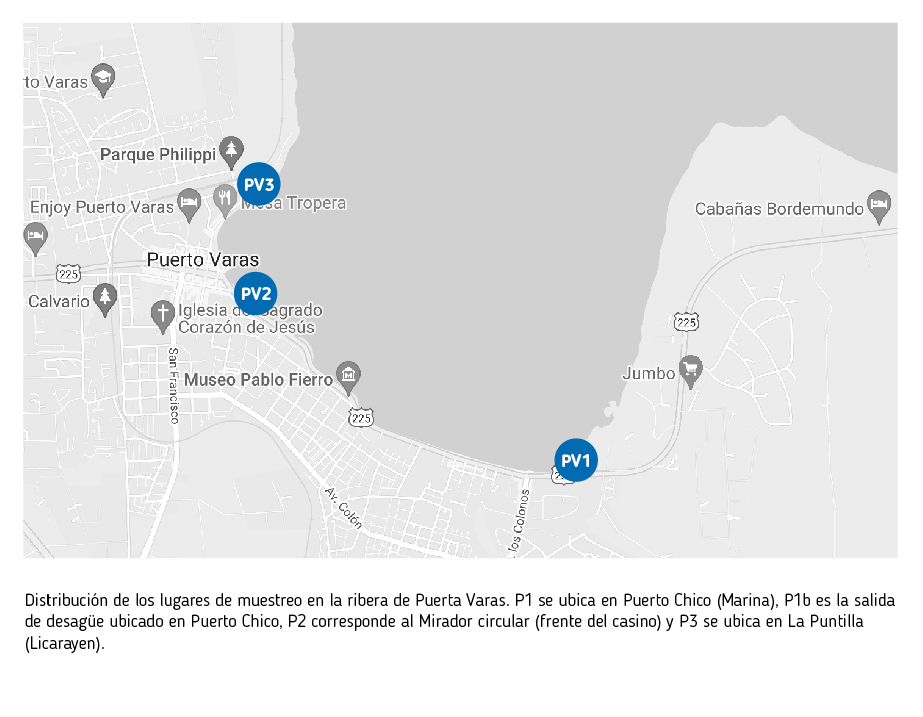 rto Varas
Parque Philippi
PV3
Mesa Tropera
Enjoy Puerto Varas
Cabañas Bordemundo
Puerto Varas
225
PV2
Calvario
Iglesia del Sagrado
Corazón de Jesús
225
San Francisco
Museo Pablo Fierro
Jumbo
225
PV1
Av. Colón
los Colonos
Distribución de los lugares de muestreo en la ribera de Puerta Varas. P1 se ubica en Puerto Chico (Marina), P1b es la salida
de desagüe ubicado en Puerto Chico, P2 corresponde al Mirador circular (frente del casino) y P3 se ubica en La Puntilla
(Licarayen).